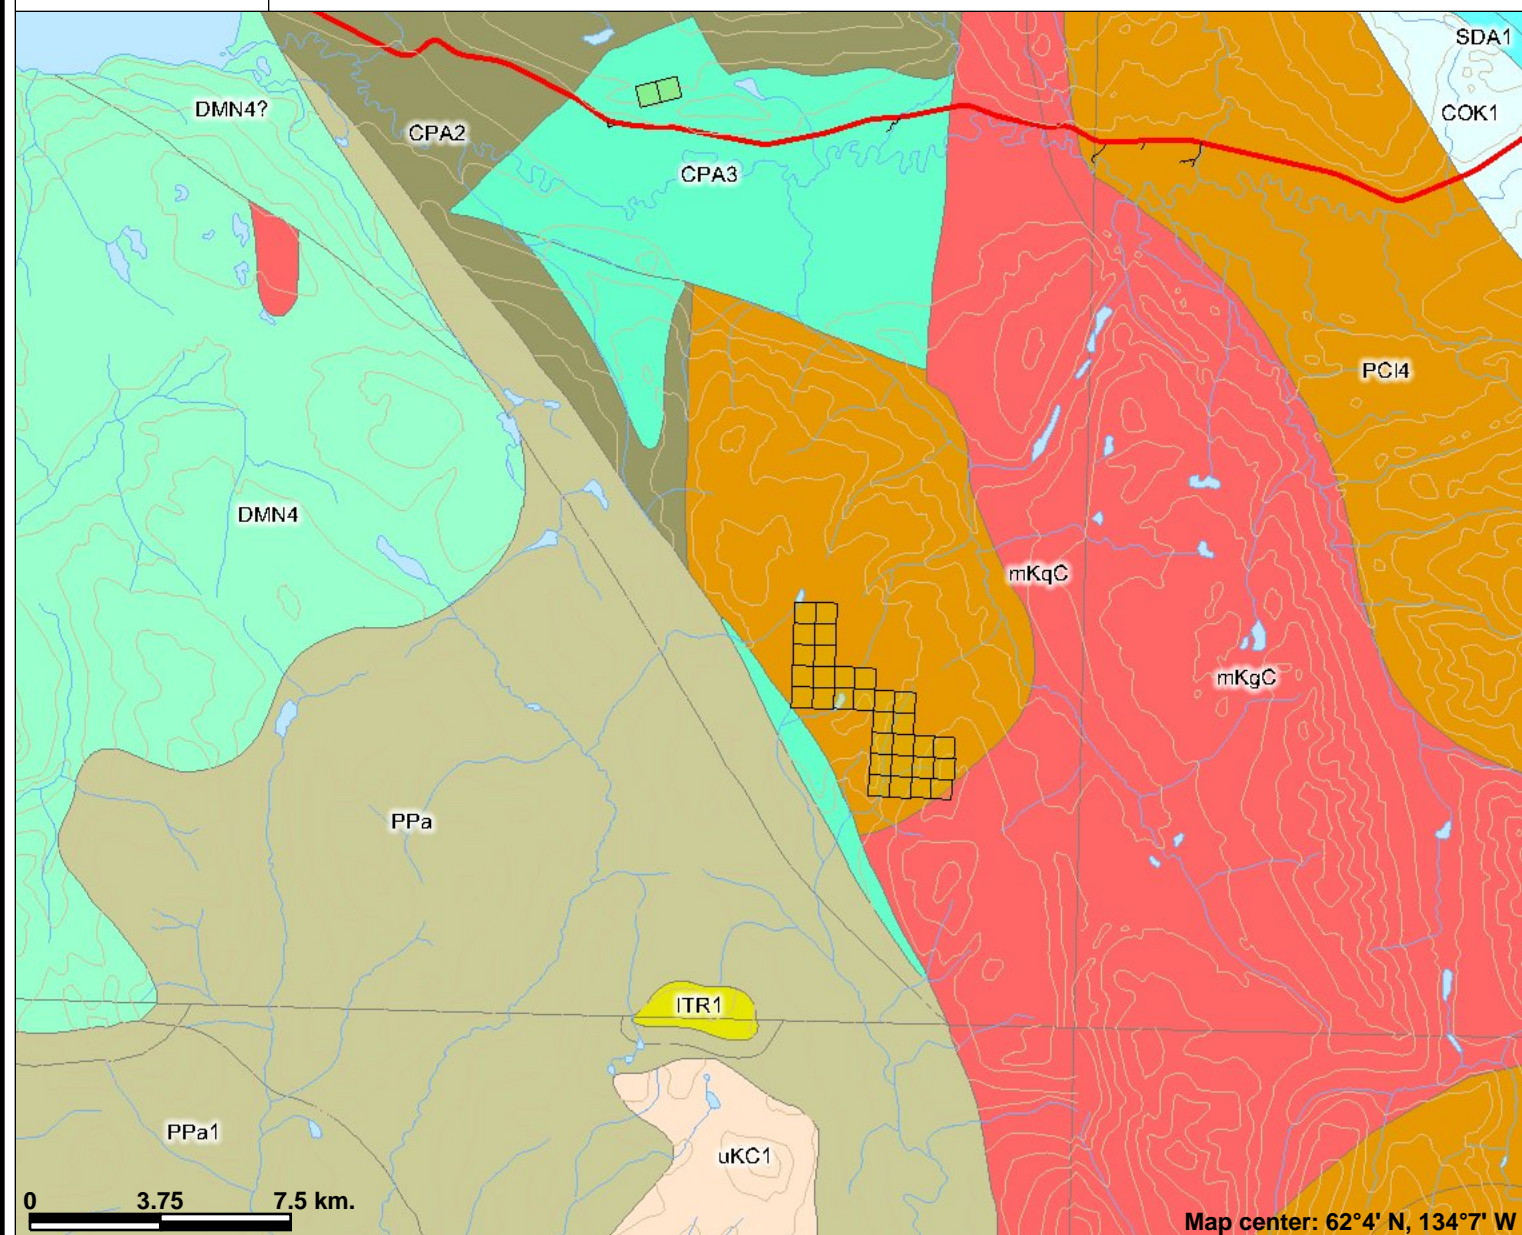 SDA1
DMN4?
COK1
CPA2
CPA3
PCI4
DMN4
mKqC
mKgC
PPa
ITR1
PPa1
uKC1
0 3.75 7.5 km.
Map center: 62°4' N, 134°7' W